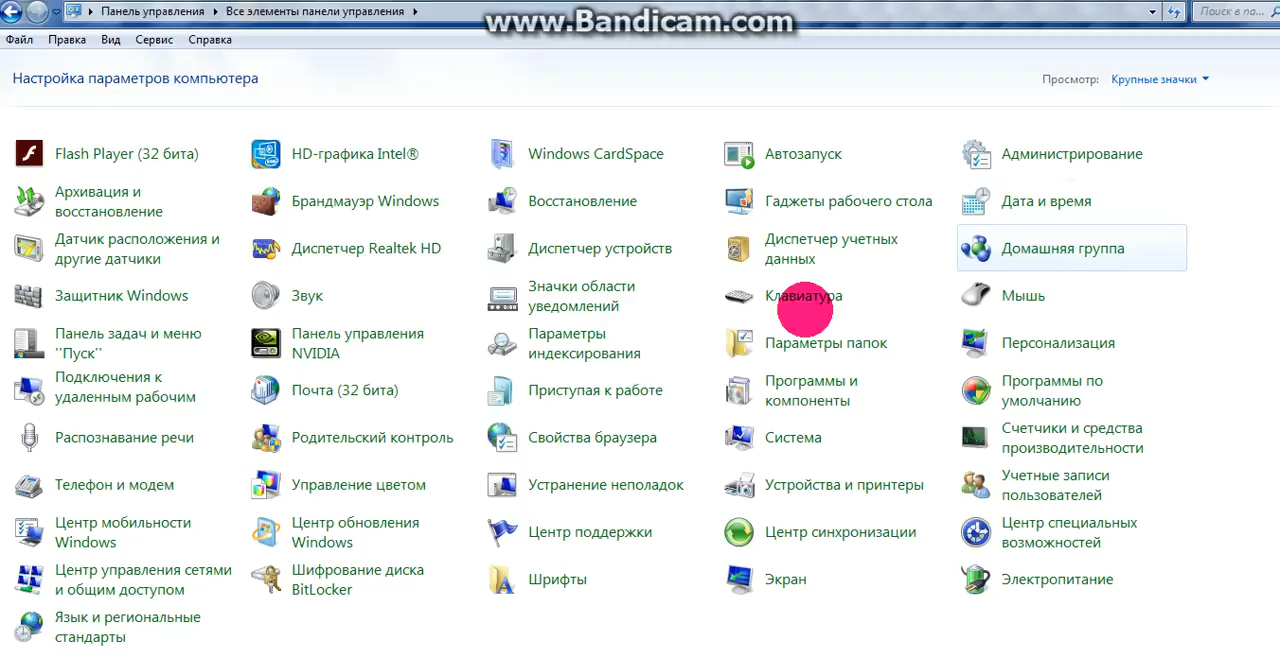 Панель управления
Все элементы панели управления
www.Bandicam.com
Поиск в па...
Файл Правка Вид Сервис Справка
Настройка параметров компьютера
Просмотр: Крупные значки
Flash Player (32 бита)
HD-графика Intel®
Windows CardSpace
Автозапуск
Администрирование
Архивация и
восстановление
Брандмауэр Windows
Восстановление
Гаджеты рабочего стола
Дата и время
Датчик расположения и
другие датчики
Диспетчер Realtek HD
Диспетчер устройств
Диспетчер учетных
данных
Домашняя группа
Защитник Windows
Звук
Значки области
уведомлений
Клавиатура
Мышь
Панель задач и меню
''Пуск''
Панель управления
NVIDIA
Параметры
индексирования
Параметры папок
Персонализация
Подключения к
удаленным рабочим
Почта (32 бита)
Приступая к работе
Программы и
компоненты
Программы по
умолчанию
Распознавание речи
Родительский контроль
Свойства браузера
Система
Счетчики и средства
производительности
Телефон и модем
Управление цветом
Устранение неполадок
Устройства и принтеры
Учетные записи
пользователей
Центр мобильности
Windows
Центр обновления
Windows
Центр поддержки
Центр синхронизации
Центр специальных
возможностей
Центр управления сетями
и общим доступом
Шифрование диска
BitLocker
Шрифты
Экран
Электропитание
Язык и региональные
стандарты